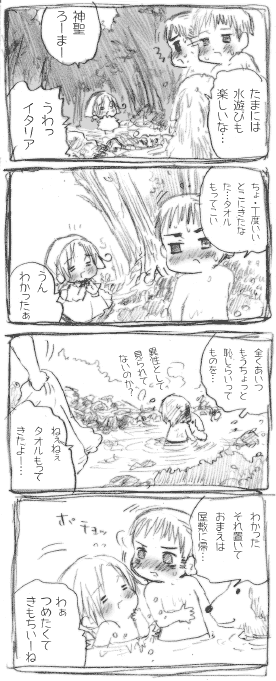 たまには
水遊びも
楽しいな…
神聖
ろーまー
うわっ
イタリア
ちょ・丁度いい
とこにきたな
た…タオル
もってこい
うん
わかったぁ
全くあいつ
もうちょっと
恥じらいって
ものを…
異性として
見られて
ないのか?
ねぇねぇ
タオルもって
きたよー…
わかった
それ置いて
おまえは
屋敷に帰…
ボチョッ
わぁ
つめたくて
きもちいーね